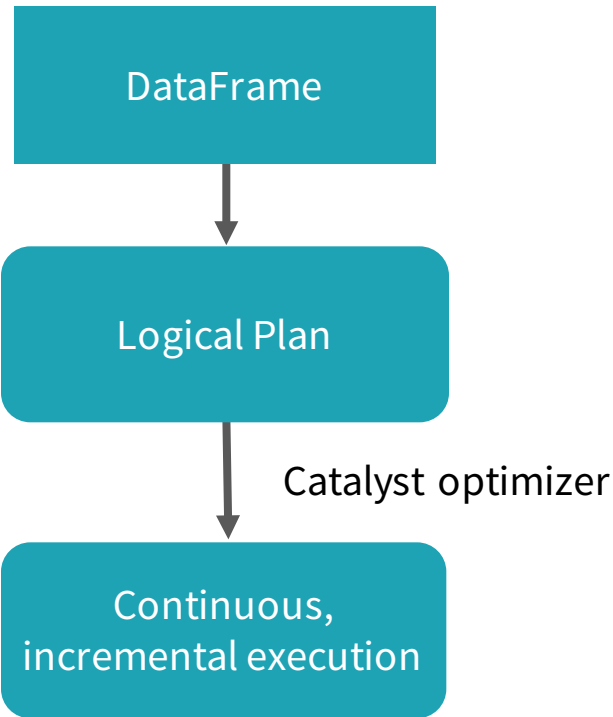 DataFrame
Logical Plan
Catalyst optimizer
Continuous,
incremental execution